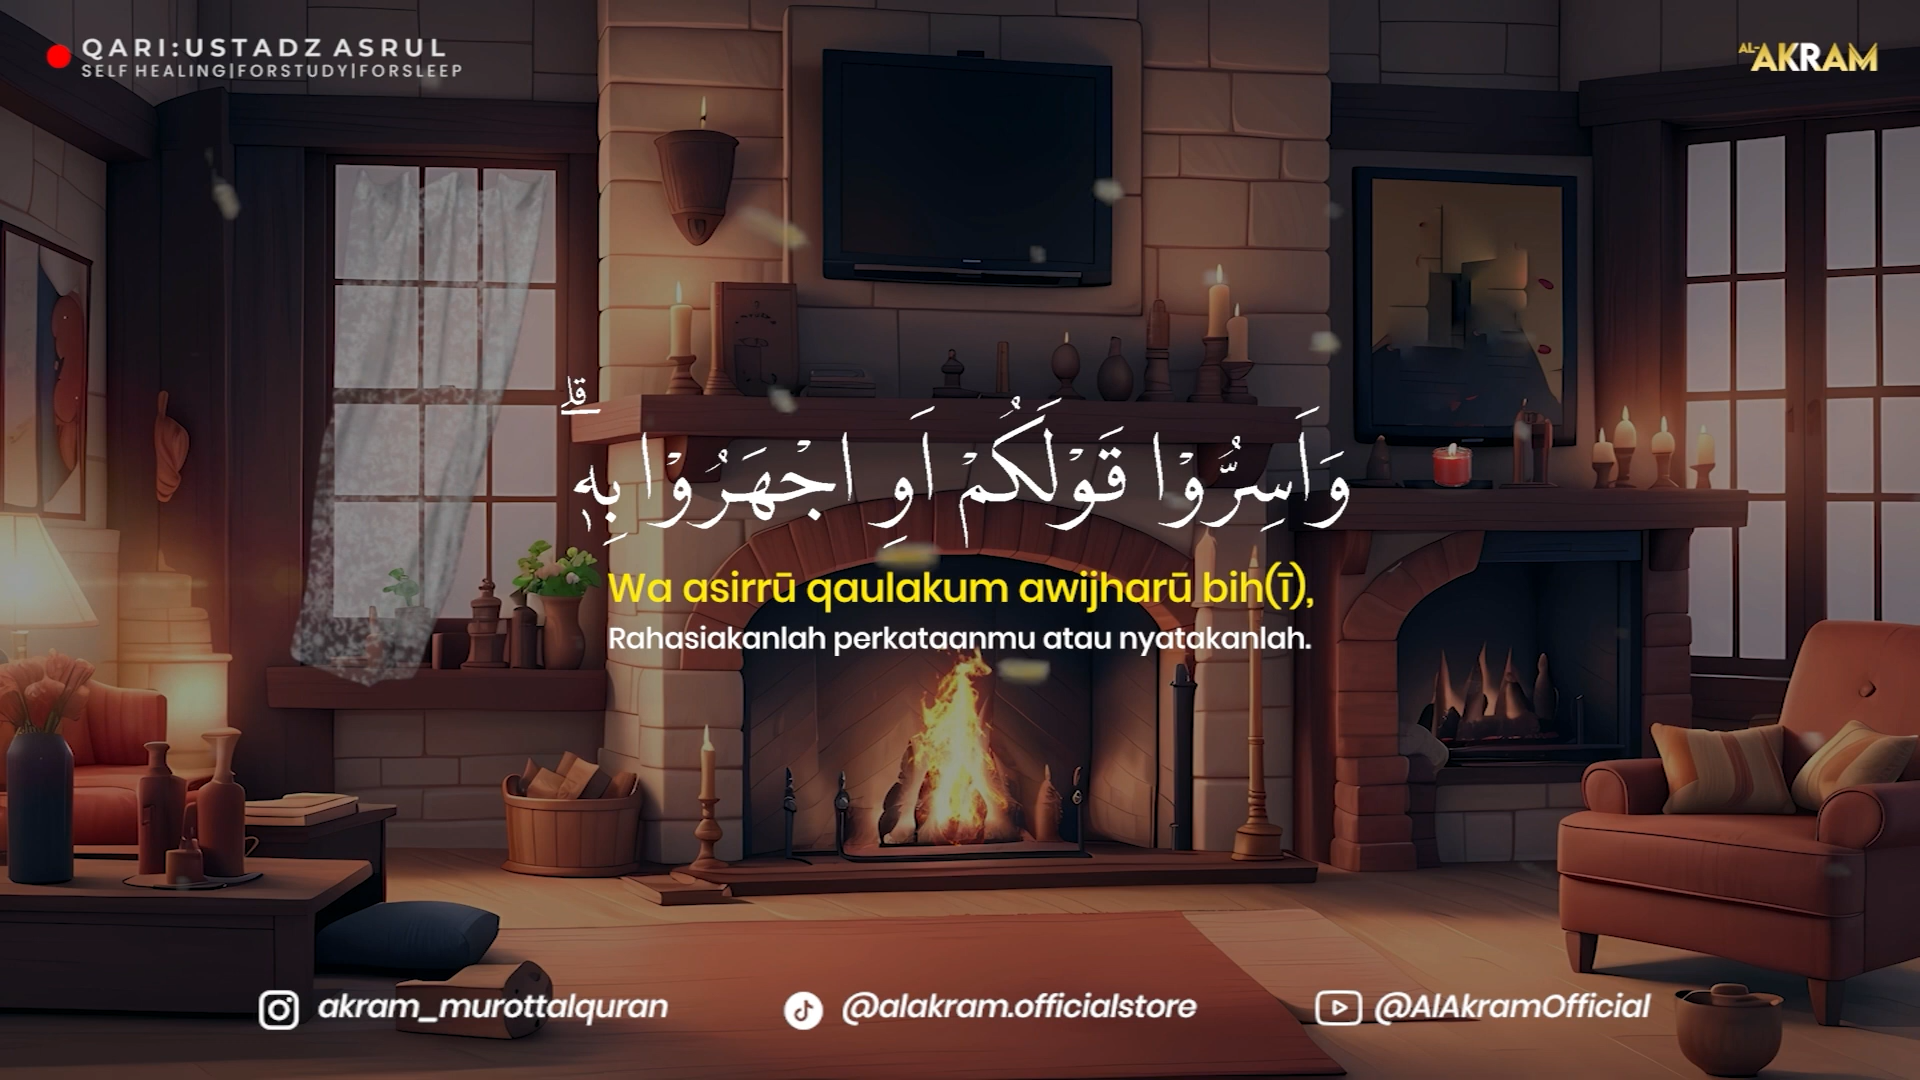 QARI:USTADZ ASRUL
SELF HEALING|FORSTUDY|FORSLEEP
AL-AKRAM
وَاَسِرُّوْا قَوْلَكُمْ اَوِ اجْهَرُوْا بِهٖۗ
Wa asirrū qaulakum awijharū bih(ī),
Rahasiakanlah perkataanmu atau nyatakanlah.
akram_murottalquran
@alakram.officialstore
@AlAkramOfficial